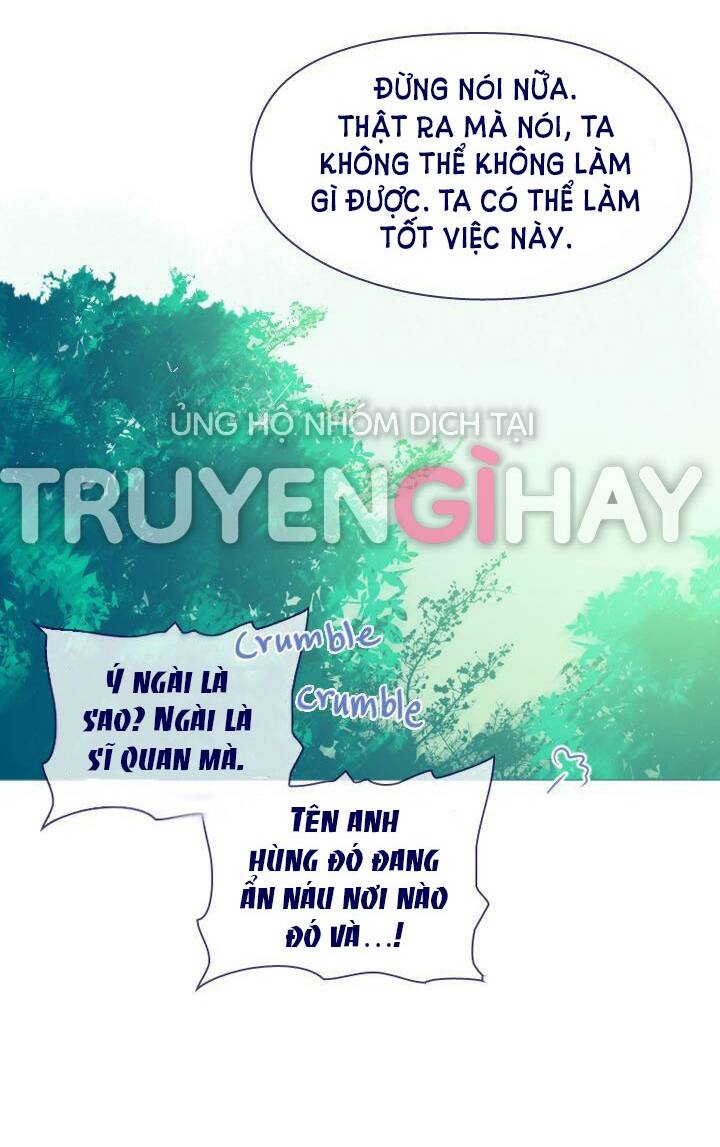 ĐỪNG NÓI NỮA.
THẬT RA MÀ NÓI, TA
KHÔNG THỂ KHÔNG LÀM
GÌ ĐƯỢC. TA CÓ THỂ LÀM
TỐT VIỆC NÀY.
ỦNG HỘ NHÓM DỊCH TẠI
TRUYENGÌHAY
Crumble
Crumble
Ý NGÀI LÀ
SAO? NGÀI LÀ
SĨ QUAN MÀ.
TÊN ANH
HÙNG ĐÓ ĐANG
ẨN NÁU NƠI NÀO
ĐÓ VÀ...!